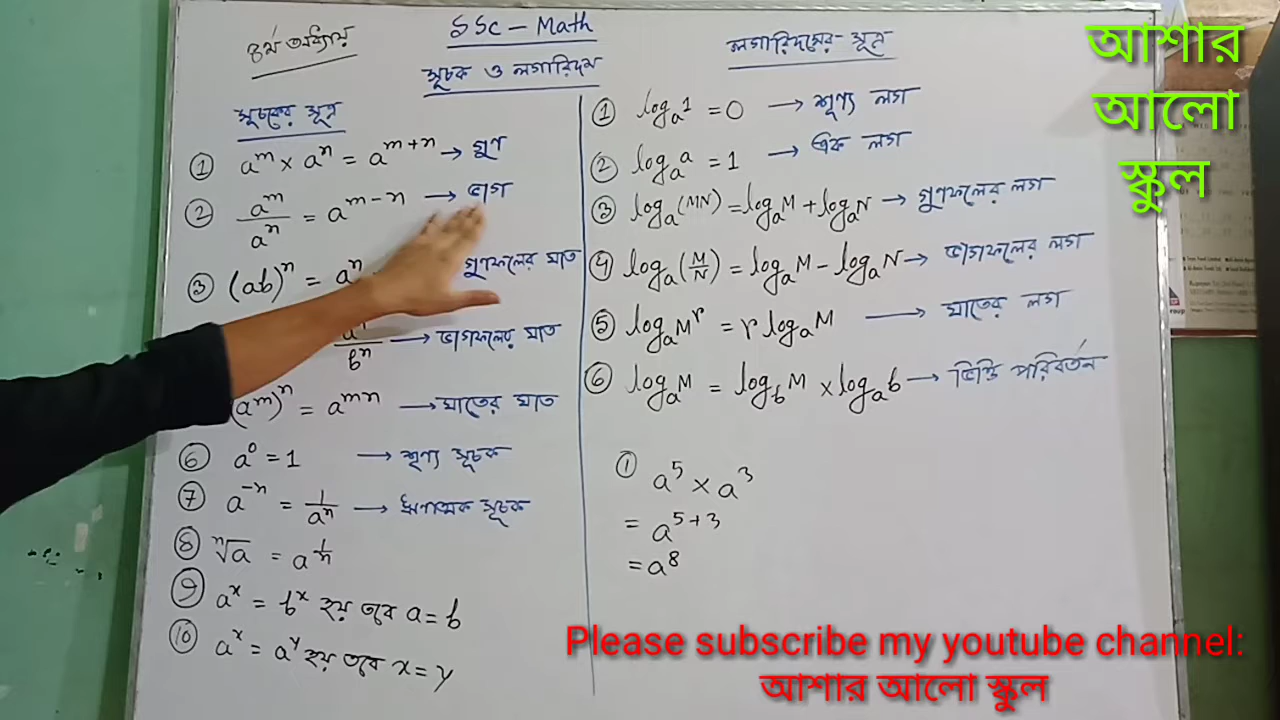 ৪র্থ অধ্যায়
SSC - Math
সূচক ও লগারিদম
সূচকের সূত্র
① aᵐ × aⁿ = aᵐ⁺ⁿ → গুণ
② aᵐ/aⁿ = aᵐ⁻ⁿ → ভাগ
③ (ab)ⁿ = aⁿ গুণফলের ঘাত
bⁿ → ভাগফলের ঘাত
(aᵐ)ⁿ = aᵐⁿ → ঘাতের ঘাত
⑥ a⁰ = 1 → শূণ্য সূচক
⑦ a⁻ⁿ = 1/aⁿ → ঋণাত্মক সূচক
⑧ ⁿ√a = a^(1/n)
⑨ aˣ = bˣ হয় তবে a = b
⑩ aˣ = aʸ হয় তবে x = y
লগারিদমের সূত্র
① logₐ1 = 0 → শূণ্য লগ
② logₐa = 1 → এক লগ
③ logₐ(MN) = logₐM + logₐN → গুণফলের লগ
④ logₐ(M/N) = logₐM - logₐN → ভাগফলের লগ
⑤ logₐMʳ = r logₐM → ঘাতের লগ
⑥ logₐM = log_bM × logₐb → ভিত্তি পরিবর্তন
① a⁵ × a³
= a⁵⁺³
= a⁸
আশার
আলো
স্কুল
Please subscribe my youtube channel:
আশার আলো স্কুল